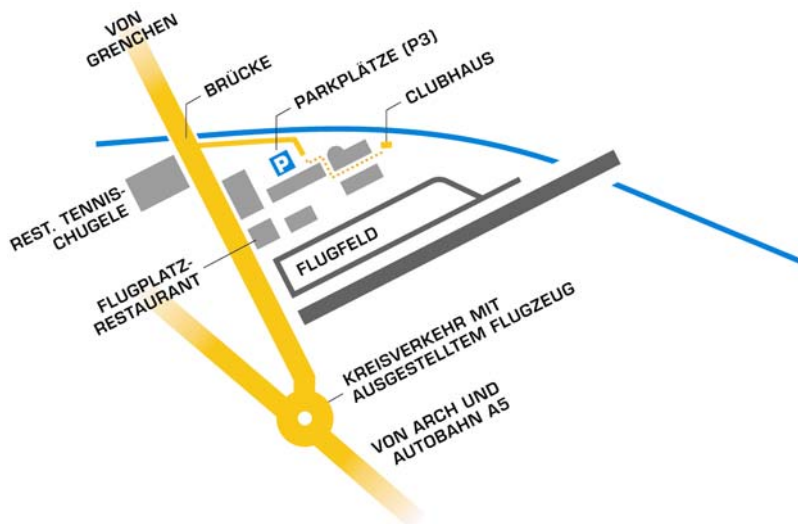 VON
GRENCHEN
BRÜCKE
PARKPLÄTZE (P3)
CLUBHAUS
P
REST. TENNIS-
CHUGELE
FLUGPLATZ-
RESTAURANT
FLUGFELD
KREISVERKEHR MIT
AUSGESTELLTEM FLUGZEUG
VON ARCH UND
AUTOBAHN A5